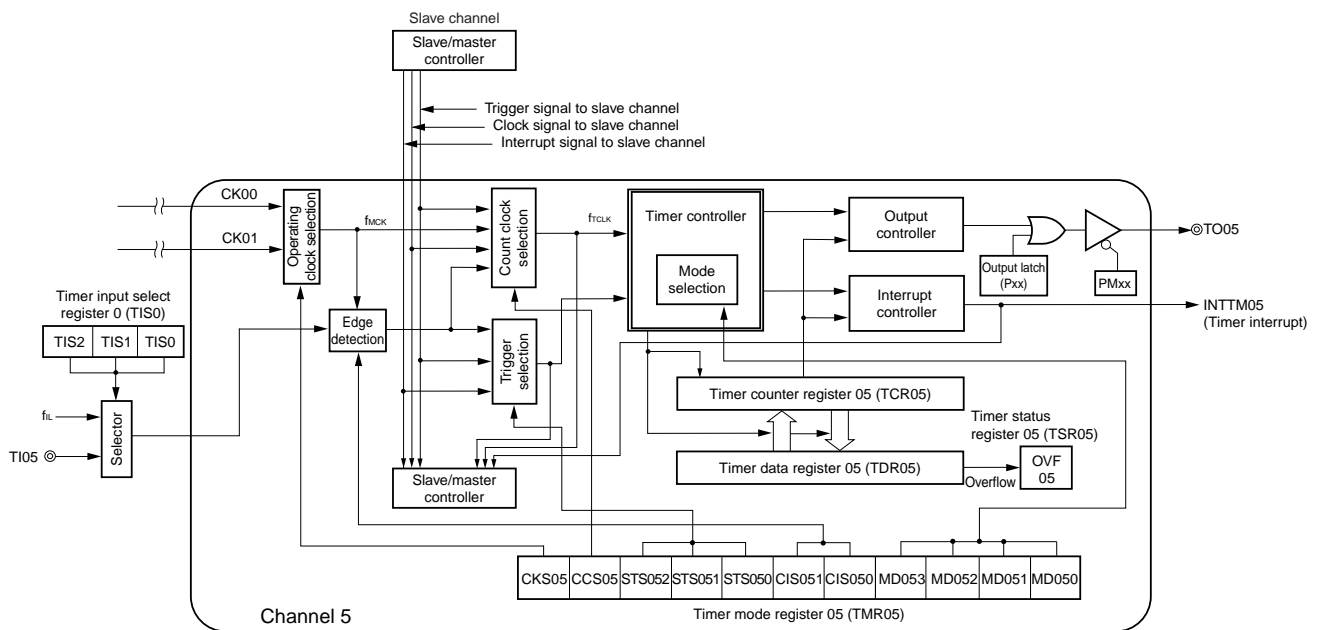 Slave channel
Slave/master
controller
Trigger signal to slave channel
Clock signal to slave channel
Interrupt signal to slave channel
CK00
CK01
Operating
clock selection
fMCK
Count clock
selection
fTCLK
Timer controller
Mode
selection
Output
controller
Output latch
(Pxx)
PMxx
TO05
Interrupt
controller
INTTM05
(Timer interrupt)
Timer input select
register 0 (TIS0)
TIS2 TIS1 TIS0
Edge
detection
Trigger
selection
fIL
TI05
Selector
Timer counter register 05 (TCR05)
Timer status
register 05 (TSR05)
Timer data register 05 (TDR05)
Overflow
OVF
05
Slave/master
controller
CKS05 CCS05 STS052 STS051 STS050 CIS051 CIS050 MD053 MD052 MD051 MD050
Timer mode register 05 (TMR05)
Channel 5